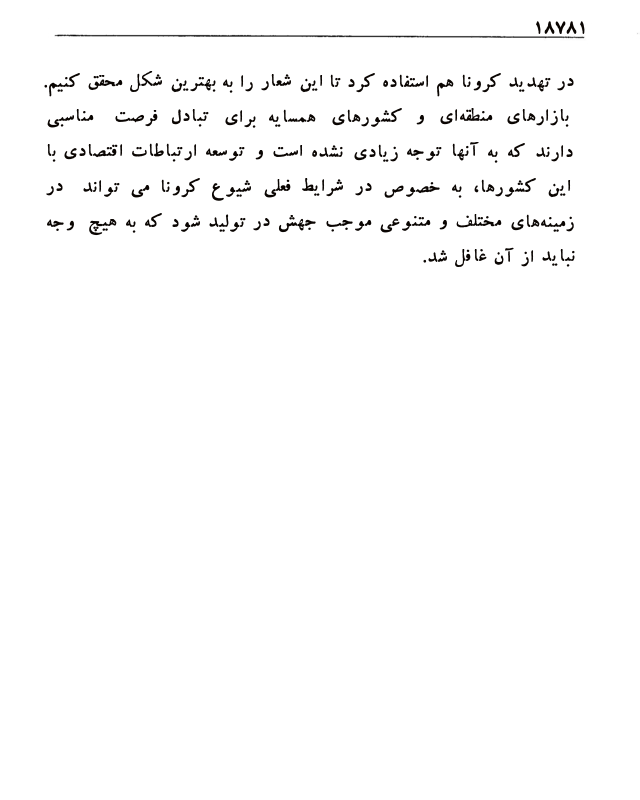 ۱۸۷۸۱
در تهدید کرونا هم استفاده کرد تا این شعار را به بهترین شکل محقق کنیم.
بازارهای منطقه‌ای و کشورهای همسایه برای تبادل فرصت مناسبی
دارند که به آنها توجه زیادی نشده است و توسعه ارتباطات اقتصادی با
این کشورها، به خصوص در شرایط فعلی شیوع کرونا می تواند در
زمینه‌های مختلف و متنوعی موجب جهش در تولید شود که به هیچ وجه
نباید از آن غافل شد.